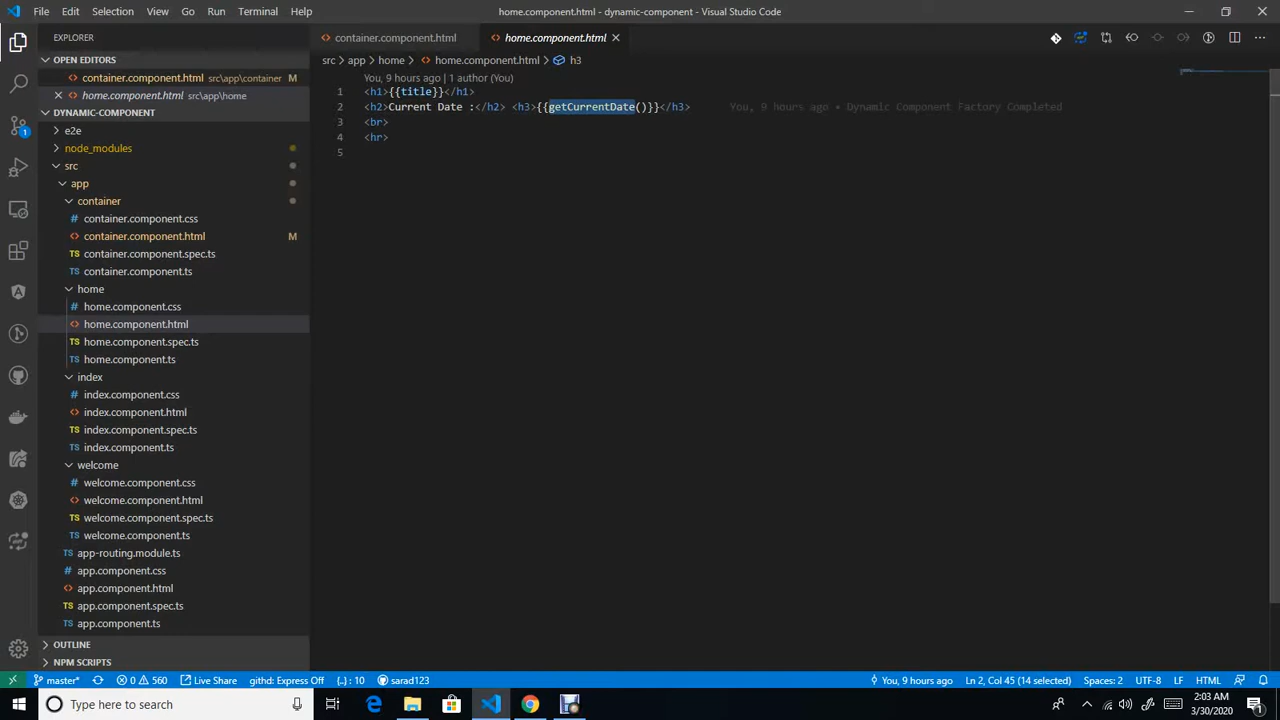 File Edit Selection View Go Run Terminal Help
home.component.html - dynamic-component - Visual Studio Code
EXPLORER
OPEN EDITORS
container.component.html src\app\container M
home.component.html src\app\home
DYNAMIC-COMPONENT
e2e
node_modules
src
app
container
container.component.css
container.component.html M
container.component.spec.ts
container.component.ts
home
home.component.css
home.component.html
home.component.spec.ts
home.component.ts
index
index.component.css
index.component.html
index.component.spec.ts
index.component.ts
welcome
welcome.component.css
welcome.component.html
welcome.component.spec.ts
welcome.component.ts
app-routing.module.ts
app.component.css
app.component.html
app.component.spec.ts
app.component.ts
OUTLINE
NPM SCRIPTS
container.component.html
home.component.html
src > app > home > home.component.html > h3
You, 9 hours ago | 1 author (You)
1 <h1>{{title}}</h1>
2 <h2>Current Date :</h2> <h3>{{getCurrentDate()}}</h3> You, 9 hours ago • Dynamic Component Factory Completed
3 <br>
4 <hr>
5
1
master* 0 560 Live Share githd: Express Off {..} : 10 sarad123
You, 9 hours ago Ln 2, Col 45 (14 selected) Spaces: 2 UTF-8 LF HTML
Type here to search
2:03 AM
3/30/2020
1